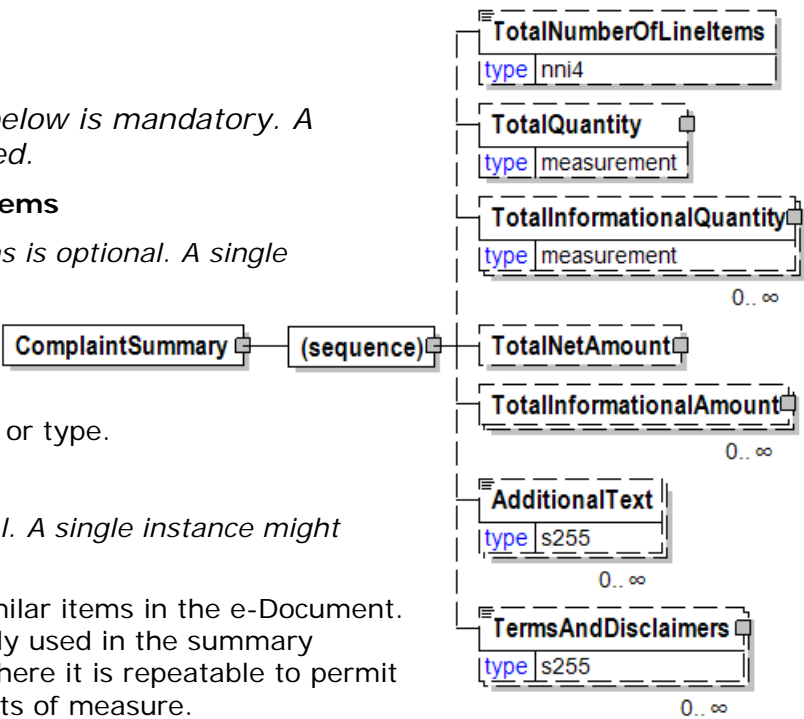 below is mandatory. A
ed.
ems
s is optional. A single
or type.
l. A single instance might
nilar items in the e-Document.
ly used in the summary
here it is repeatable to permit
ts of measure.
ComplaintSummary
(sequence)
TotalNumberOfLineItems
type nni4
TotalQuantity
type measurement
TotalInformationalQuantity
type measurement
0.. ∞
TotalNetAmount
TotalInformationalAmount
0.. ∞
AdditionalText
type s255
0.. ∞
TermsAndDisclaimers
type s255
0.. ∞